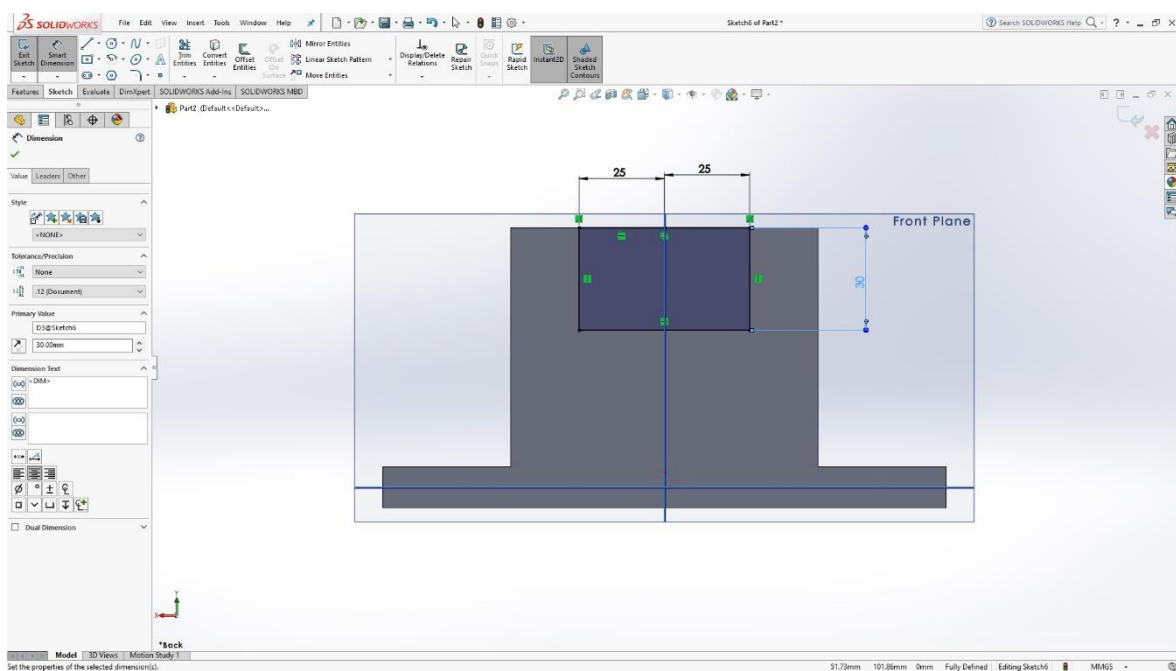 SOLIDWORKS File Edit View Insert Tools Window Help Sketch6 of Part2 * Search SOLIDWORKS Help
Exit Sketch
Smart Dimension
Trim Entities
Convert Entities
Offset Entities
Offset On Surface
Mirror Entities
Linear Sketch Pattern
Move Entities
Display/Delete Relations
Repair Sketch
Quick Snaps
Rapid Sketch
Instant2D
Shaded Sketch Contours
Features Sketch Evaluate DimXpert SOLIDWORKS Add-Ins SOLIDWORKS MBD
Part2 (Default<<Default>...
Dimension
Value Leaders Other
Style
<NONE>
Tolerance/Precision
None
.12 (Document)
Primary Value
D3@Sketch6
30.00mm
Dimension Text
<DIM>
Dual Dimension
25 25
Front Plane
30
Y
X
*Back
Model 3D Views Motion Study 1
Set the properties of the selected dimension(s). 51.73mm 101.86mm 0mm Fully Defined Editing Sketch6 MMGS